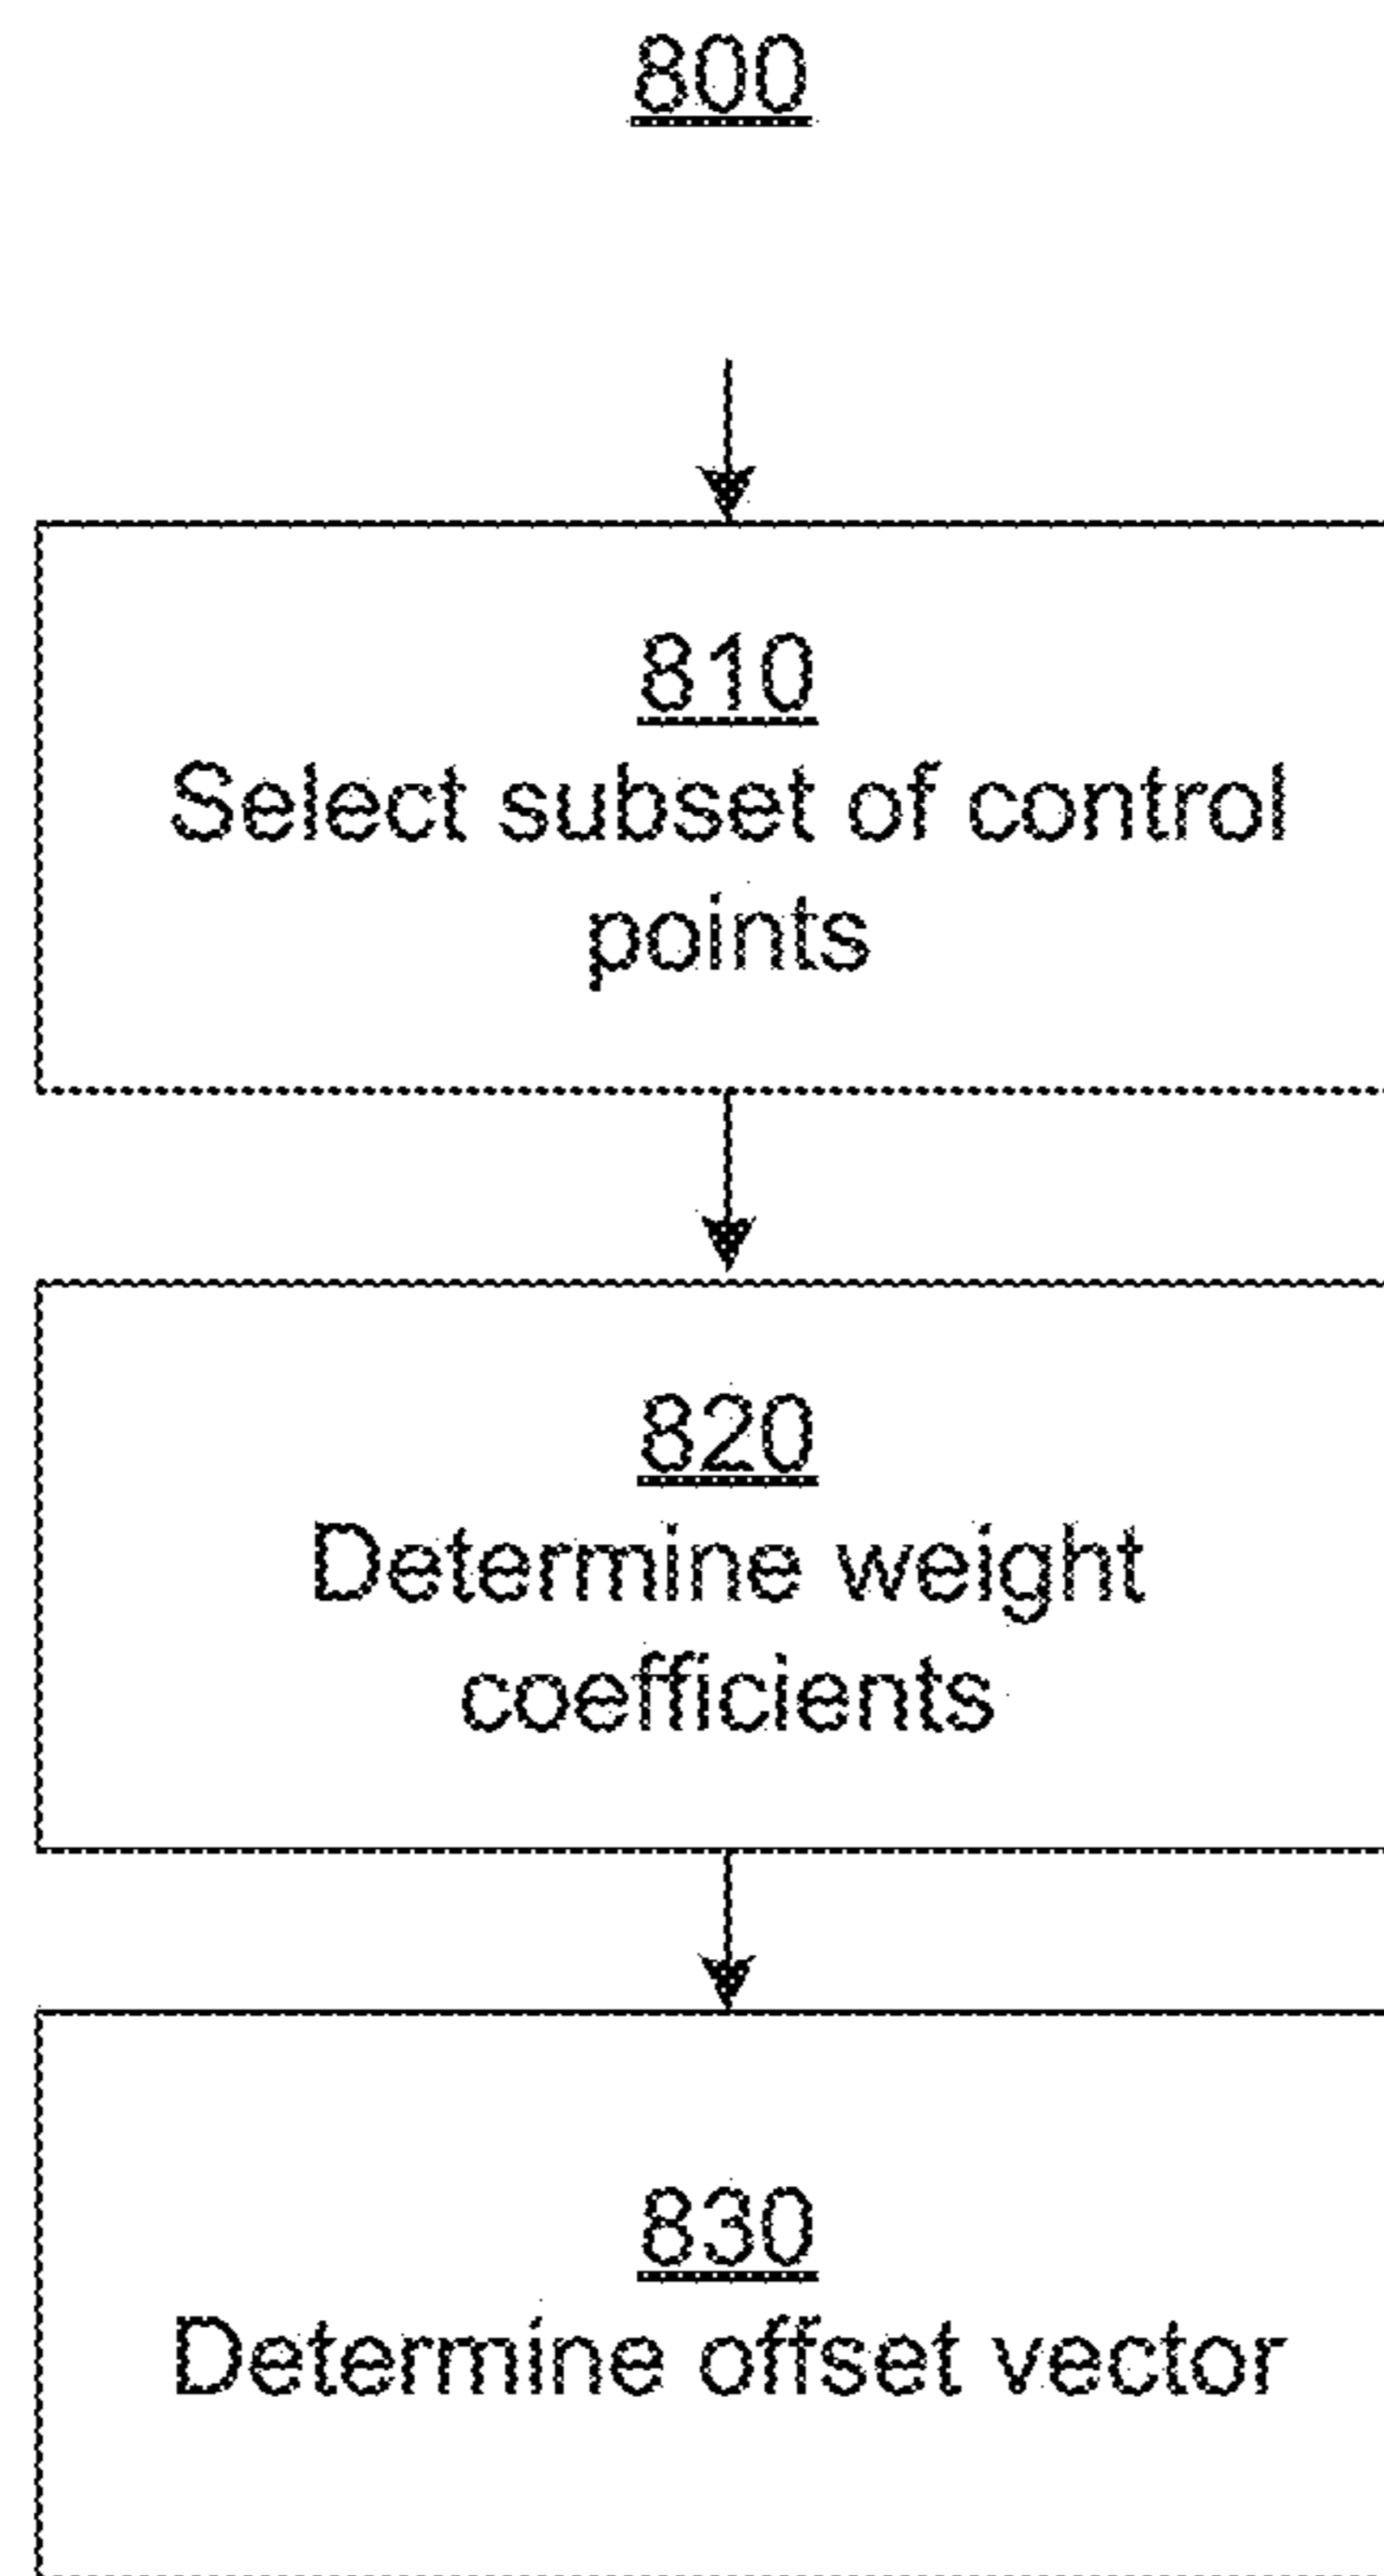 800
810
Select subset of control
points
820
Determine weight
coefficients
830
Determine offset vector